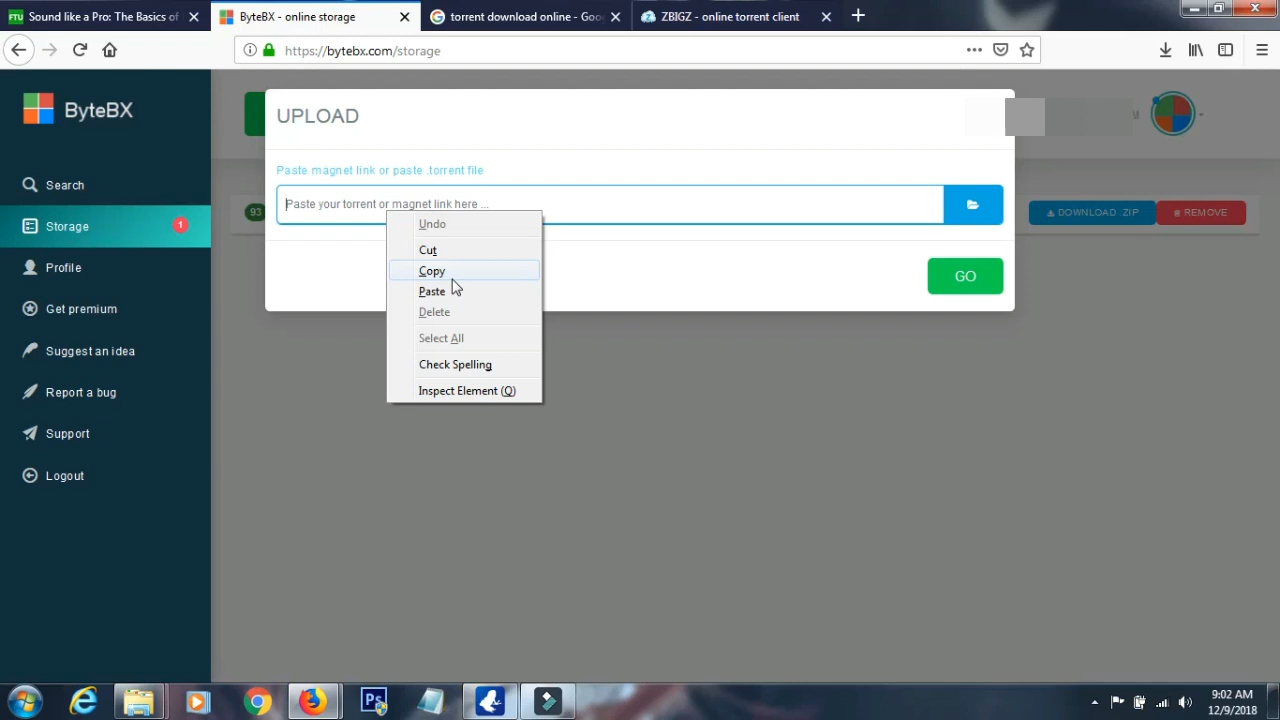 Sound like a Pro: The Basics of
ByteBX - online storage
torrent download online - Goo
ZBIGZ - online torrent client
https://bytebx.com/storage
ByteBX
UPLOAD
Paste magnet link or paste .torrent file
Paste your torrent or magnet link here ...
Search
Storage
1
Profile
Get premium
Suggest an idea
Report a bug
Support
Logout
93
DOWNLOAD .ZIP
REMOVE
Undo
Cut
Copy
Paste
Delete
Select All
Check Spelling
Inspect Element (Q)
GO
9:02 AM
12/9/2018